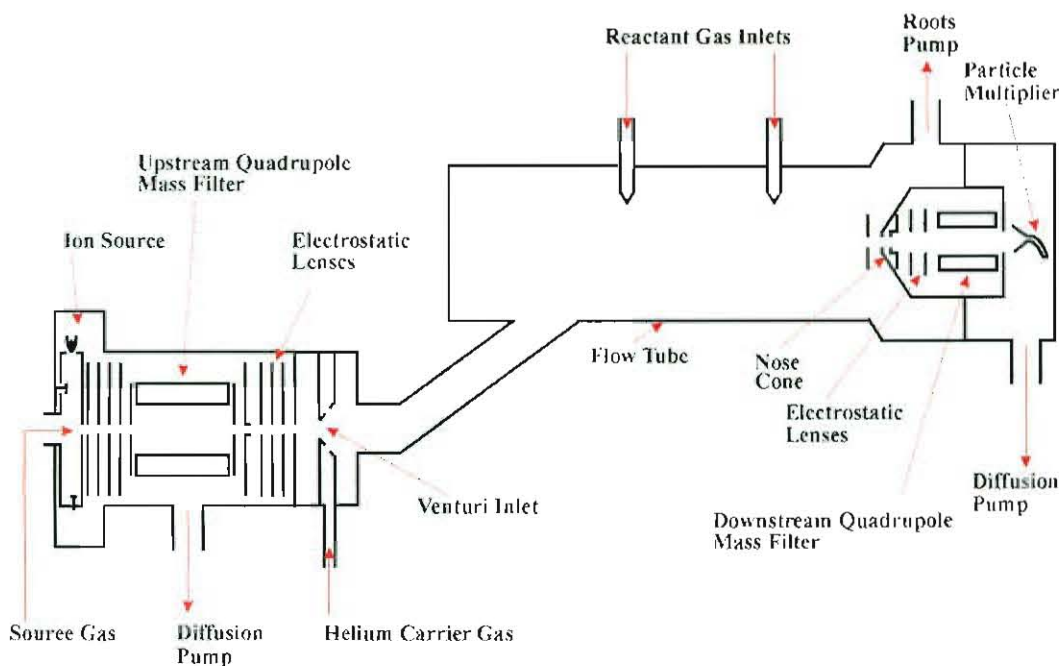 Roots
Pump
Reactant Gas Inlets
Particle
Multiplier
Upstream Quadrupole
Mass Filter
Ion Source
Electrostatic
Lenses
Flow Tube
Nose
Cone
Electrostatic
Lenses
Venturi Inlet
Diffusion
Pump
Downstream Quadrupole
Mass Filter
Source Gas
Diffusion
Pump
Helium Carrier Gas